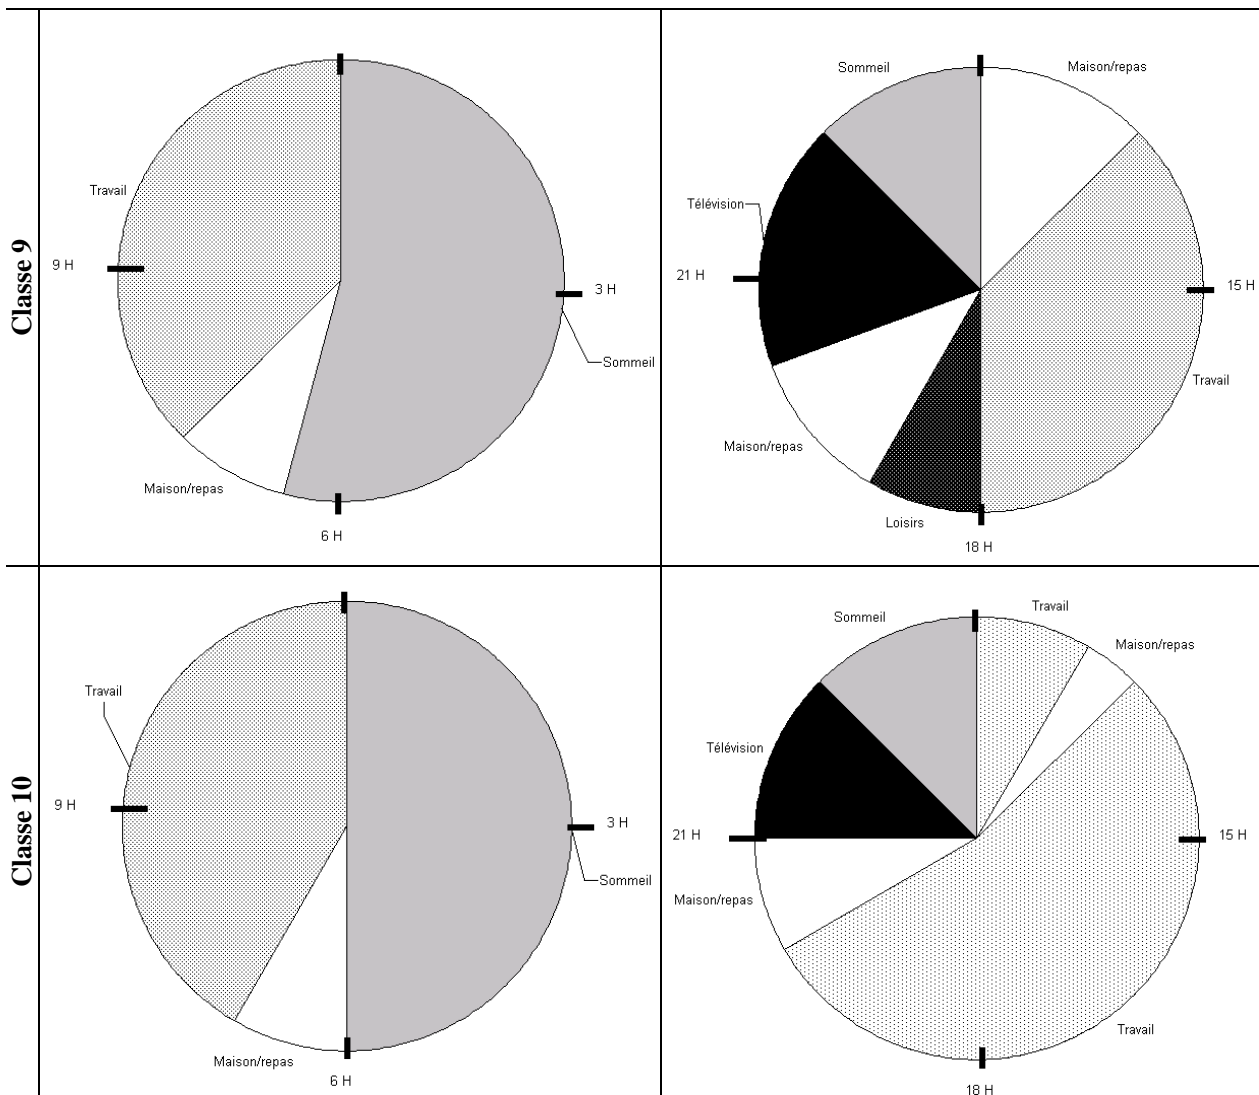 Classe 9
Travail
9 H
3 H
Sommeil
Maison/repas
6 H
Sommeil
Maison/repas
Télévision
21 H
15 H
Travail
Maison/repas
Loisirs
18 H
Classe 10
Travail
9 H
3 H
Sommeil
Maison/repas
6 H
Sommeil
Travail
Maison/repas
Télévision
21 H
15 H
Maison/repas
Travail
18 H